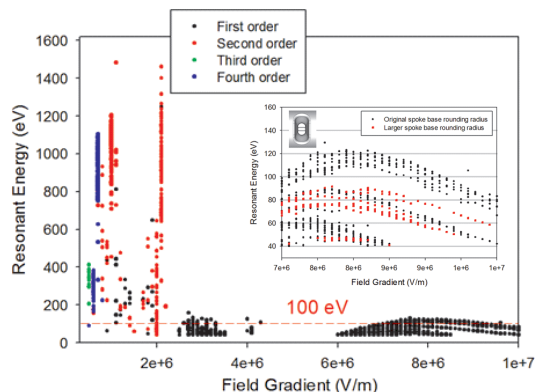 First order
Second order
Third order
Fourth order
1600
1400
1200
1000
800
600
400
200
0
Resonant Energy (eV)
100 eV
2e+6
4e+6
6e+6
8e+6
1e+7
Field Gradient (V/m)
160
140
120
100
80
60
40
Resonant Energy (eV)
Original spoke base rounding radius
Larger spoke base rounding radius
7e+6
8e+6
8e+6
9e+6
9e+6
1e+6
1e+7
Field Gradient (V/m)